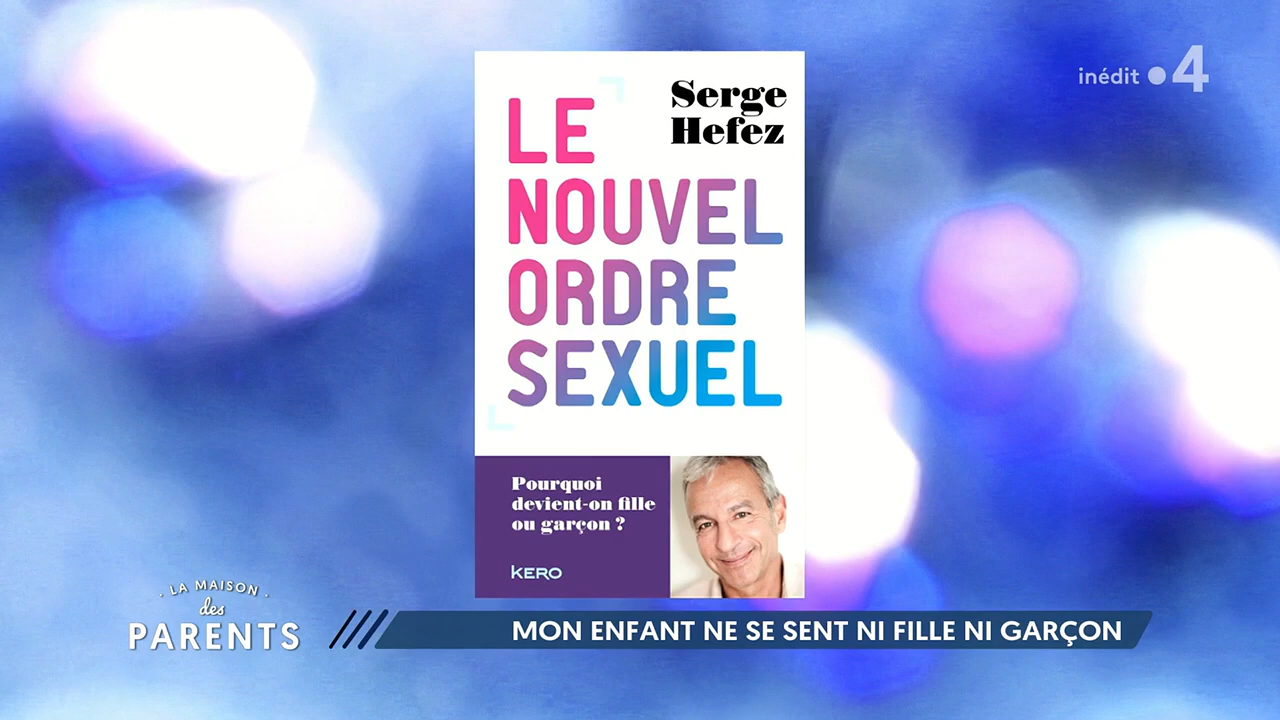 inédit 4
Serge
Hefez
LE
NOUVEL
ORDRE
SEXUEL
Pourquoi
devient-on fille
ou garçon ?
KERO
· LA MAISON ·
des
PARENTS
MON ENFANT NE SE SENT NI FILLE NI GARÇON